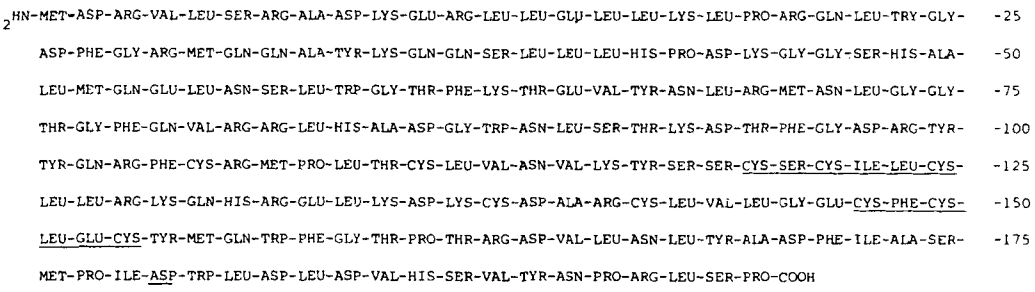 2HN-MET-ASP-ARG-VAL-LEU-SER-ARG-ALA-ASP-LYS-GLU-ARG-LEU-LEU-GLU-LEU-LEU-LYS-LEU-PRO-ARG-GLN-LEU-TRY-GLY- -25
ASP-PHE-GLY-ARG-MET-GLN-GLN-ALA-TYR-LYS-GLN-GLN-SER-LEU-LEU-LEU-HIS-PRO-ASP-LYS-GLY-GLY-SER-HIS-ALA- -50
LEU-MET-GLN-GLU-LEU-ASN-SER-LEU-TRP-GLY-THR-PHE-LYS-THR-GLU-VAL-TYR-ASN-LEU-ARG-MET-ASN-LEU-GLY-GLY- -75
THR-GLY-PHE-GLN-VAL-ARG-ARG-LEU-HIS-ALA-ASP-GLY-TRP-ASN-LEU-SER-THR-LYS-ASP-THR-PHE-GLY-ASP-ARG-TYR- -100
TYR-GLN-ARG-PHE-CYS-ARG-MET-PRO-LEU-THR-CYS-LEU-VAL-ASN-VAL-LYS-TYR-SER-SER-CYS-SER-CYS-ILE-LEU-CYS- -125
LEU-LEU-ARG-LYS-GLN-HIS-ARG-GLU-LEU-LYS-ASP-LYS-CYS-ASP-ALA-ARG-CYS-LEU-VAL-LEU-GLY-GLU-CYS-PHE-CYS- -150
LEU-GLU-CYS-TYR-MET-GLN-TRP-PHE-GLY-THR-PRO-THR-ARG-ASP-VAL-LEU-ASN-LEU-TYR-ALA-ASP-PHE-ILE-ALA-SER- -175
MET-PRO-ILE-ASP-TRP-LEU-ASP-LEU-ASP-VAL-HIS-SER-VAL-TYR-ASN-PRO-ARG-LEU-SER-PRO-COOH